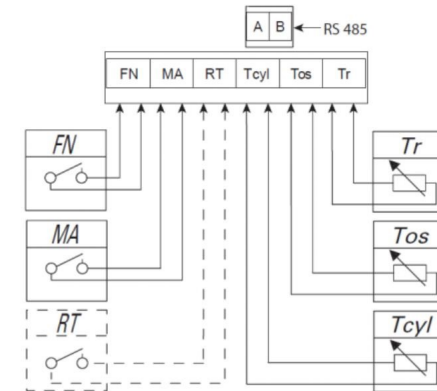 A B RS 485
FN MA RT Tcyl Tos Tr
FN
Tr
MA
Tos
RT
Tcyl